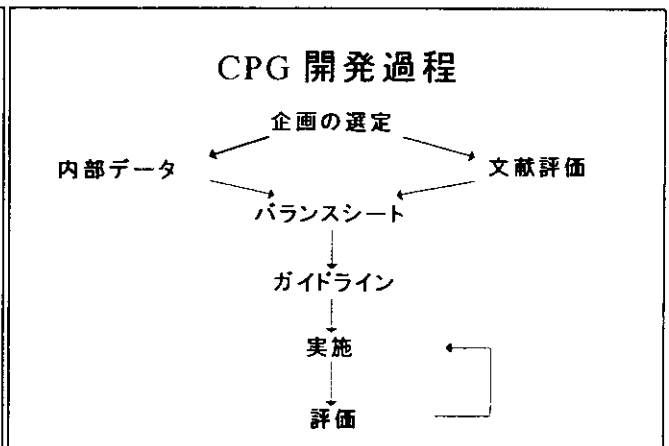 CPG 開発過程
企画の選定
内部データ
文献評価
バランスシート
ガイドライン
実施
評価